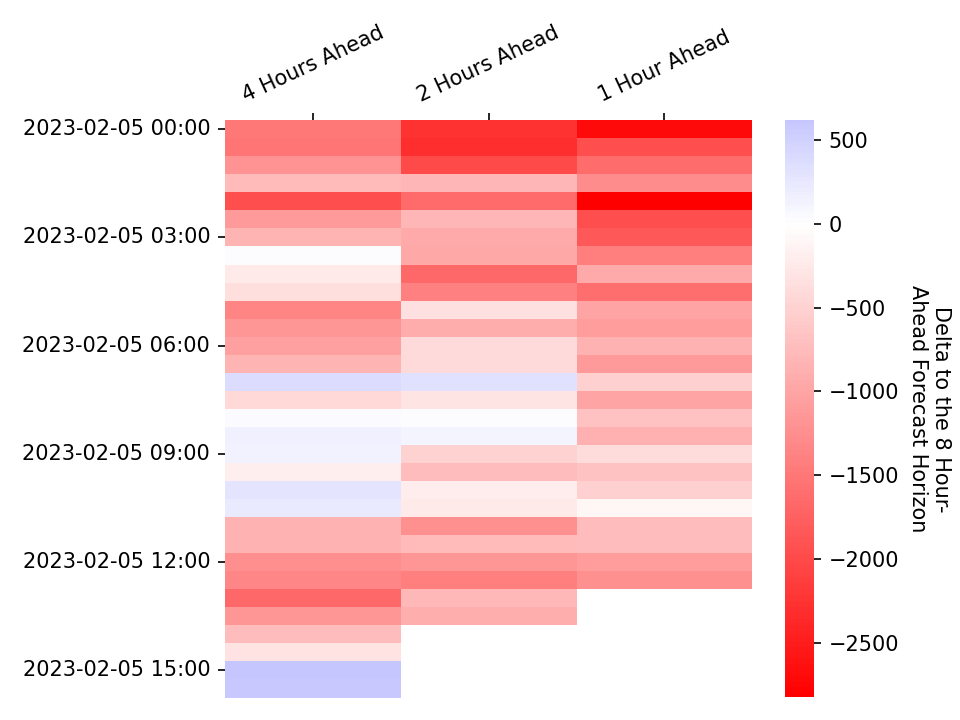 4 Hours Ahead
2 Hours Ahead
1 Hour Ahead
2023-02-05 00:00
2023-02-05 03:00
2023-02-05 06:00
2023-02-05 09:00
2023-02-05 12:00
2023-02-05 15:00
500
0
−500
−1000
−1500
−2000
−2500
Delta to the 8 Hour-
Ahead Forecast Horizon